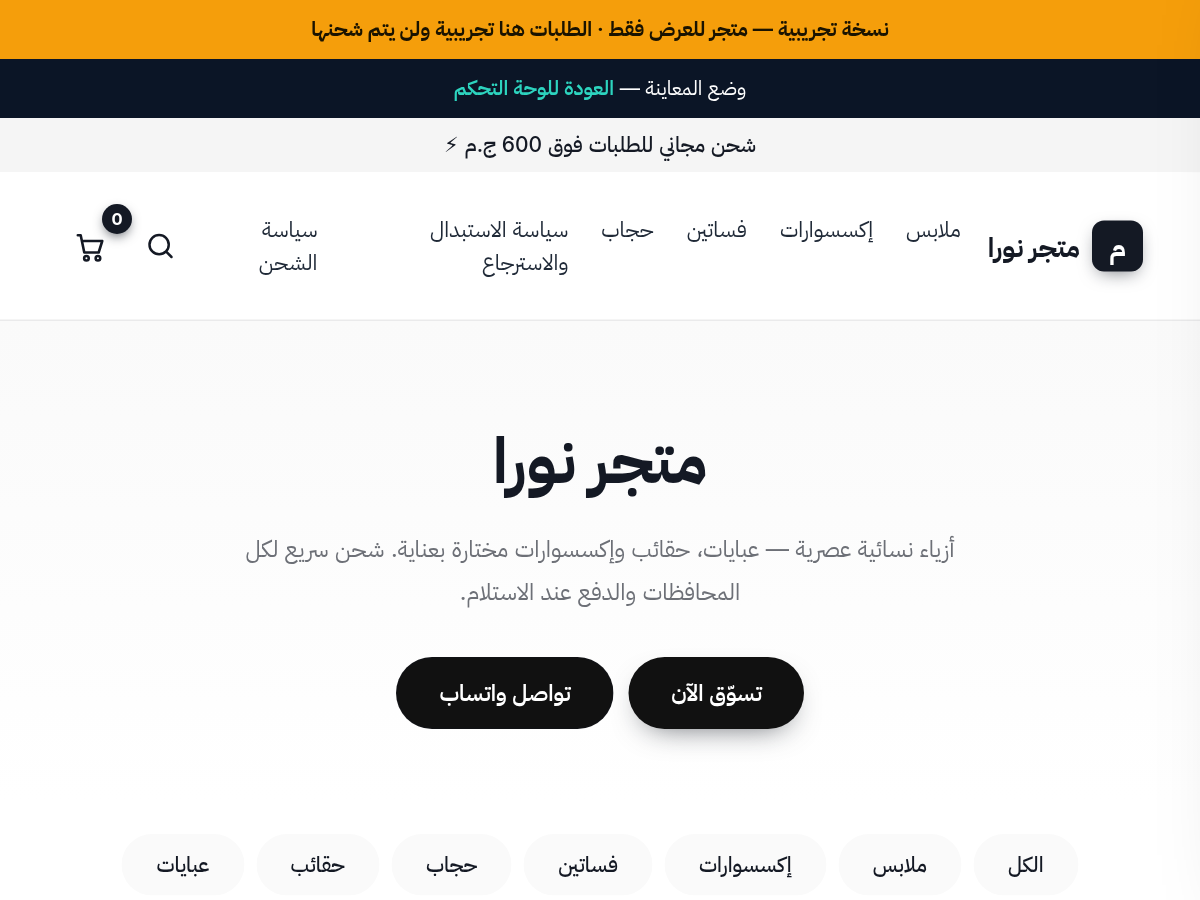 نسخة تجريبية — متجر للعرض فقط · الطلبات هنا تجريبية ولن يتم شحنها
وضع المعاينة — العودة للوحة التحكم
شحن مجاني للطلبات فوق 600 ج.م ⚡
م
متجر نورا
ملابس
إكسسوارات
فساتين
حجاب
سياسة الاستبدال
والاسترجاع
سياسة
الشحن
0
متجر نورا
أزياء نسائية عصرية — عبايات، حقائب وإكسسوارات مختارة بعناية. شحن سريع لكل
المحافظات والدفع عند الاستلام.
تسوّق الآن
تواصل واتساب
الكل
ملابس
إكسسوارات
فساتين
حجاب
حقائب
عبايات